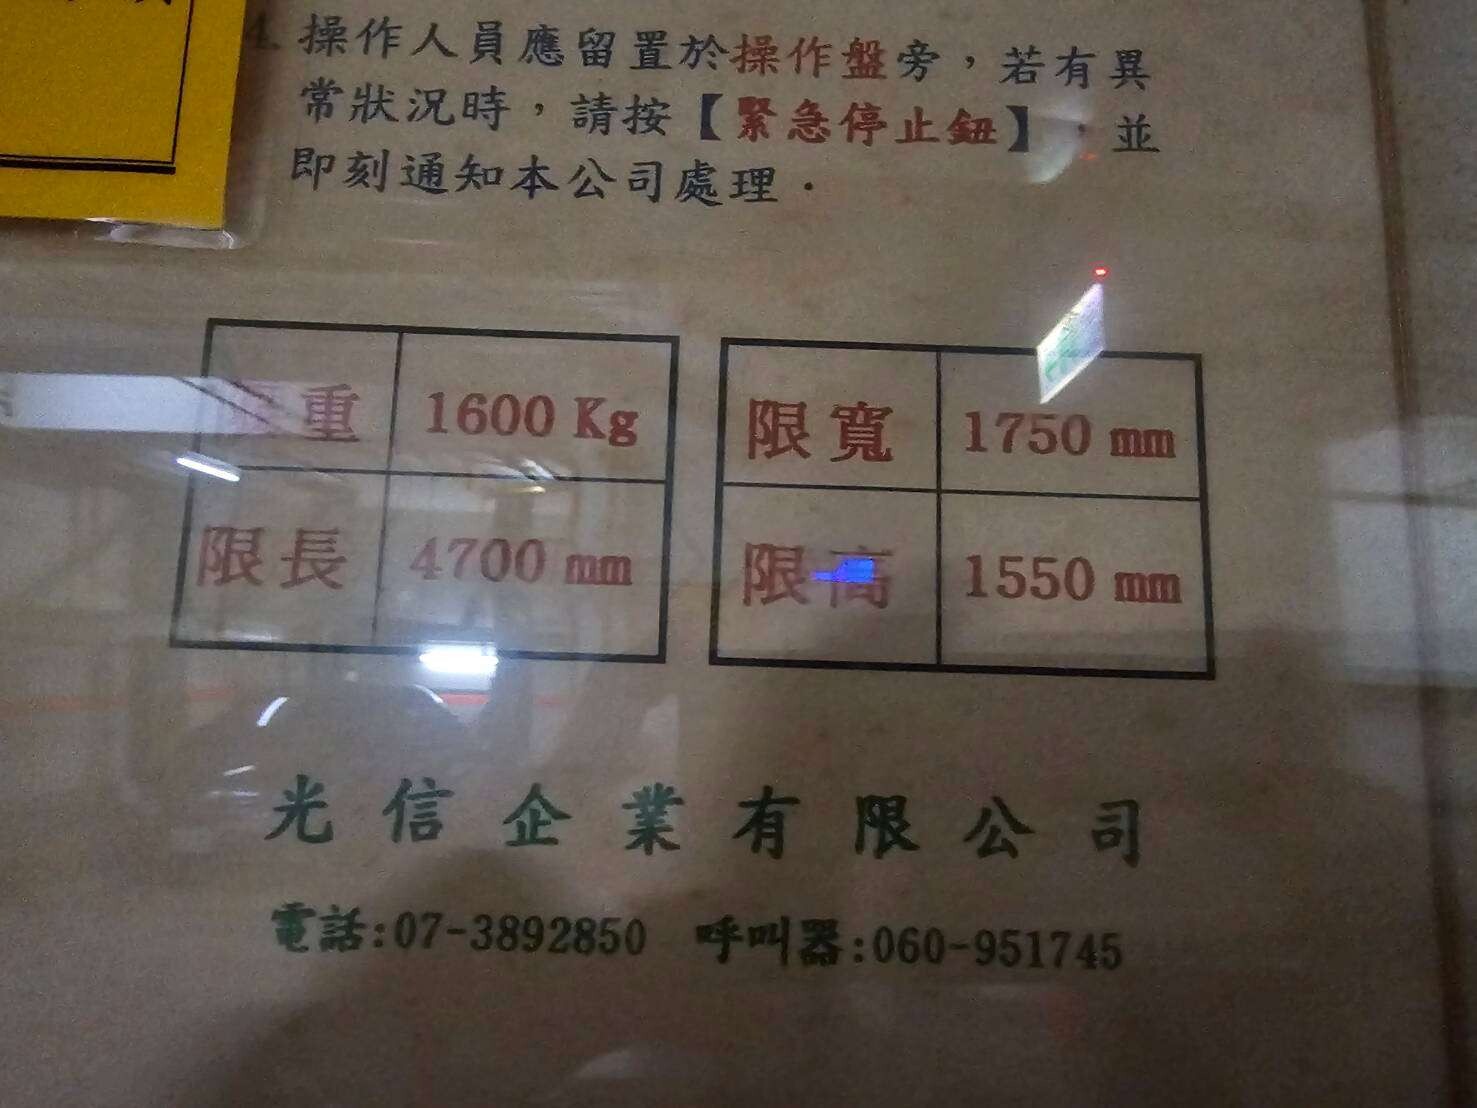 4. 操作人員應留置於操作盤旁，若有異
常狀況時，請按【緊急停止鈕】，並
即刻通知本公司處理．
重 1600 Kg
限長 4700 mm
限寬 1750 mm
限高 1550 mm
光信企業有限公司
電話:07-3892850 呼叫器:060-951745